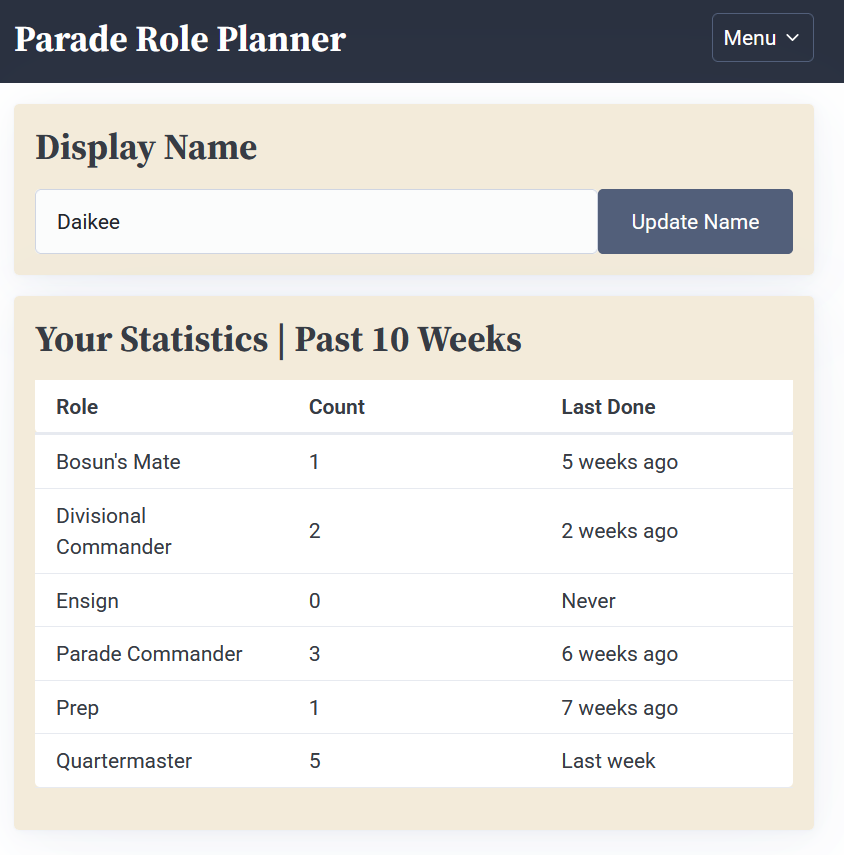 Parade Role Planner
Menu
Display Name
Daikee
Update Name
Your Statistics | Past 10 Weeks
Role Count Last Done
Bosun's Mate 1 5 weeks ago
Divisional
Commander 2 2 weeks ago
Ensign 0 Never
Parade Commander 3 6 weeks ago
Prep 1 7 weeks ago
Quartermaster 5 Last week